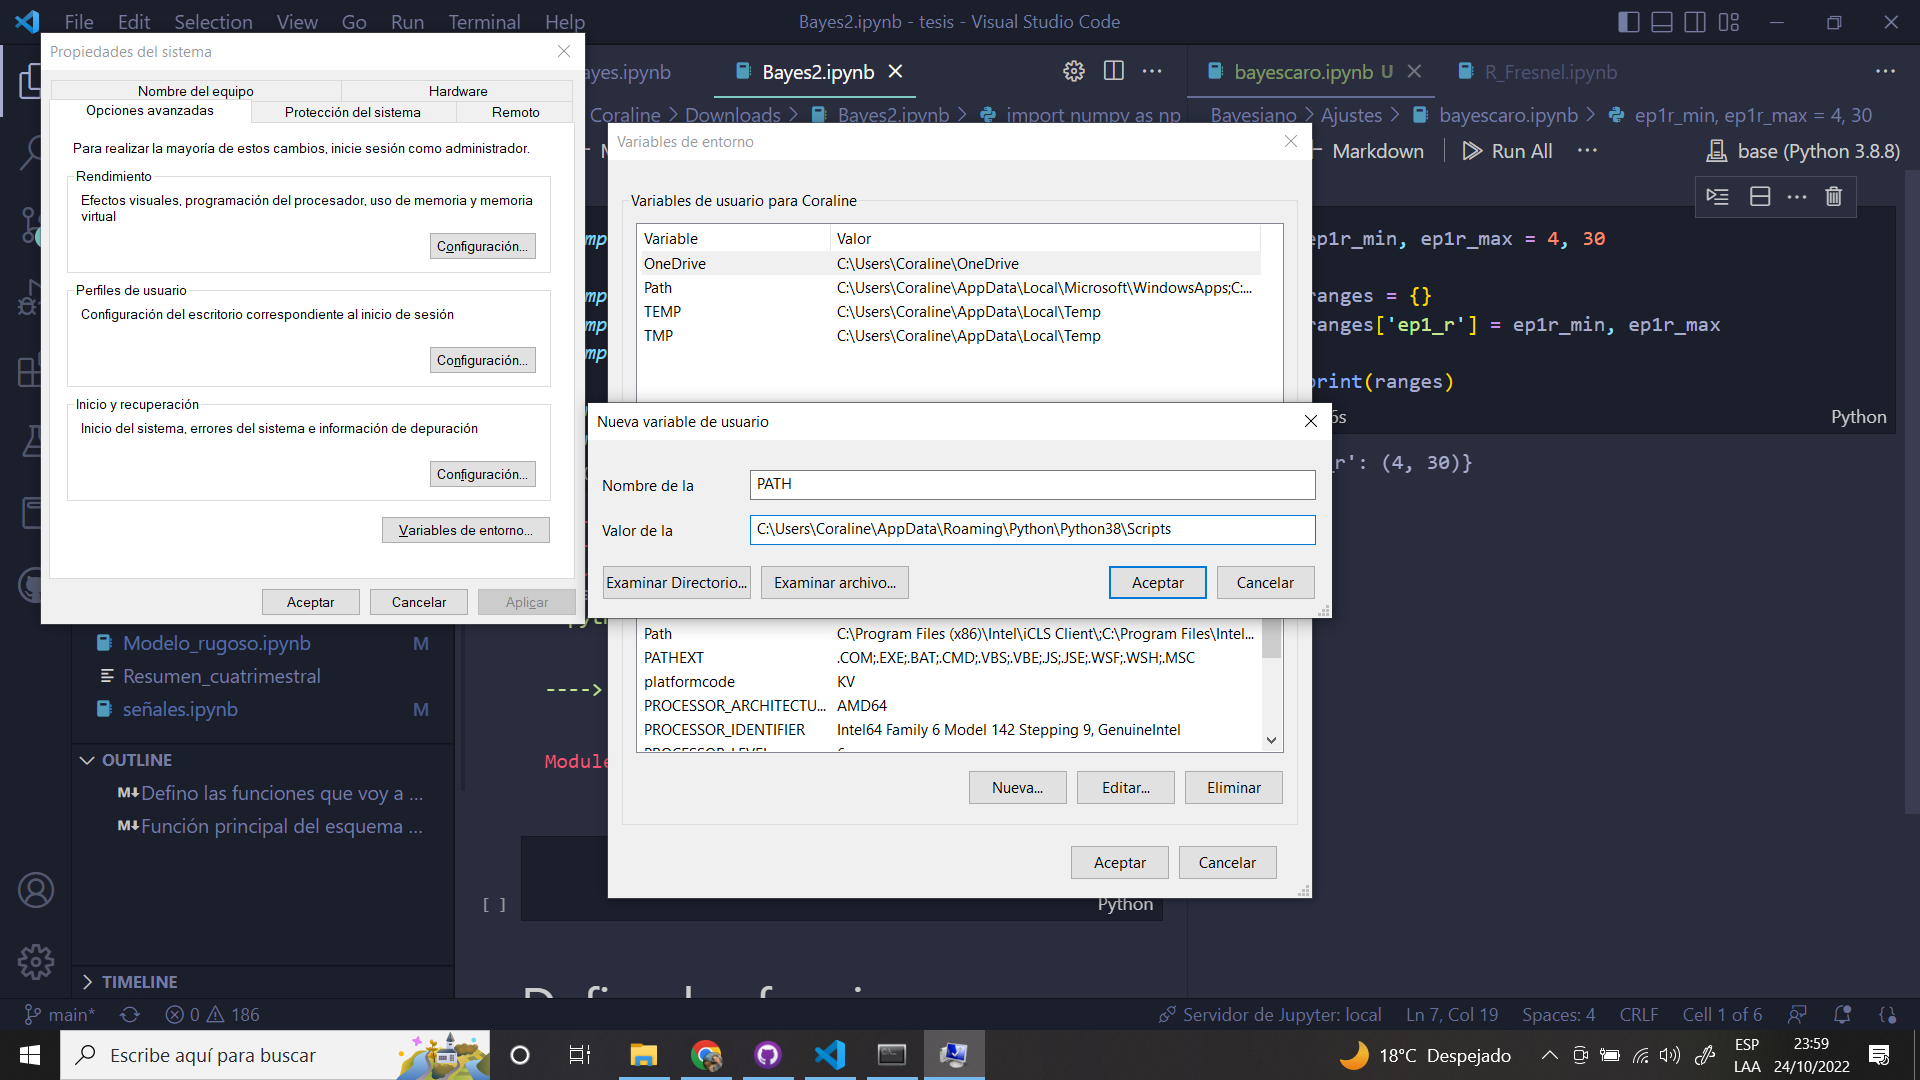 File Edit Selection View Go Run Terminal Help
Bayes2.ipynb - tesis - Visual Studio Code
Propiedades del sistema
Nombre del equipo
Hardware
Opciones avanzadas
Protección del sistema
Remoto
Para realizar la mayoría de estos cambios, inicie sesión como administrador.
Rendimiento
Efectos visuales, programación del procesador, uso de memoria y memoria
virtual
Configuración...
Perfiles de usuario
Configuración del escritorio correspondiente al inicio de sesión
Configuración...
Inicio y recuperación
Inicio del sistema, errores del sistema e información de depuración
Configuración...
Variables de entorno...
Aceptar
Cancelar
Aplicar
ayes.ipynb
Bayes2.ipynb
bayescaro.ipynb U
R_Fresnel.ipynb
Coraline > Downloads > Bayes2.ipynb > import numpy as np
Bayesiano > Ajustes > bayescaro.ipynb > ep1r_min, ep1r_max = 4, 30
Markdown
Run All
base (Python 3.8.8)
ep1r_min, ep1r_max = 4, 30
ranges = {}
ranges['ep1_r'] = ep1r_min, ep1r_max
print(ranges)
6s
Python
_r': (4, 30)}
Variables de entorno
Variables de usuario para Coraline
Variable Valor
OneDrive C:\Users\Coraline\OneDrive
Path C:\Users\Coraline\AppData\Local\Microsoft\WindowsApps;C:...
TEMP C:\Users\Coraline\AppData\Local\Temp
TMP C:\Users\Coraline\AppData\Local\Temp
Nueva variable de usuario
Nombre de la PATH
Valor de la C:\Users\Coraline\AppData\Roaming\Python\Python38\Scripts
Examinar Directorio...
Examinar archivo...
Aceptar
Cancelar
Path C:\Program Files (x86)\Intel\iCLS Client\;C:\Program Files\Intel...
PATHEXT .COM;.EXE;.BAT;.CMD;.VBS;.VBE;.JS;.JSE;.WSF;.WSH;.MSC
platformcode KV
PROCESSOR_ARCHITECTU... AMD64
PROCESSOR_IDENTIFIER Intel64 Family 6 Model 142 Stepping 9, GenuineIntel
Nueva...
Editar...
Eliminar
Aceptar
Cancelar
Modelo_rugoso.ipynb M
Resumen_cuatrimestral
señales.ipynb M
OUTLINE
M↓Defino las funciones que voy a ...
M↓Función principal del esquema ...
TIMELINE
---->
Module
[ ]
Python
main*
0
186
Servidor de Jupyter: local
Ln 7, Col 19
Spaces: 4
CRLF
Cell 1 of 6
Escribe aquí para buscar
18°C Despejado
ESP
LAA
23:59
24/10/2022